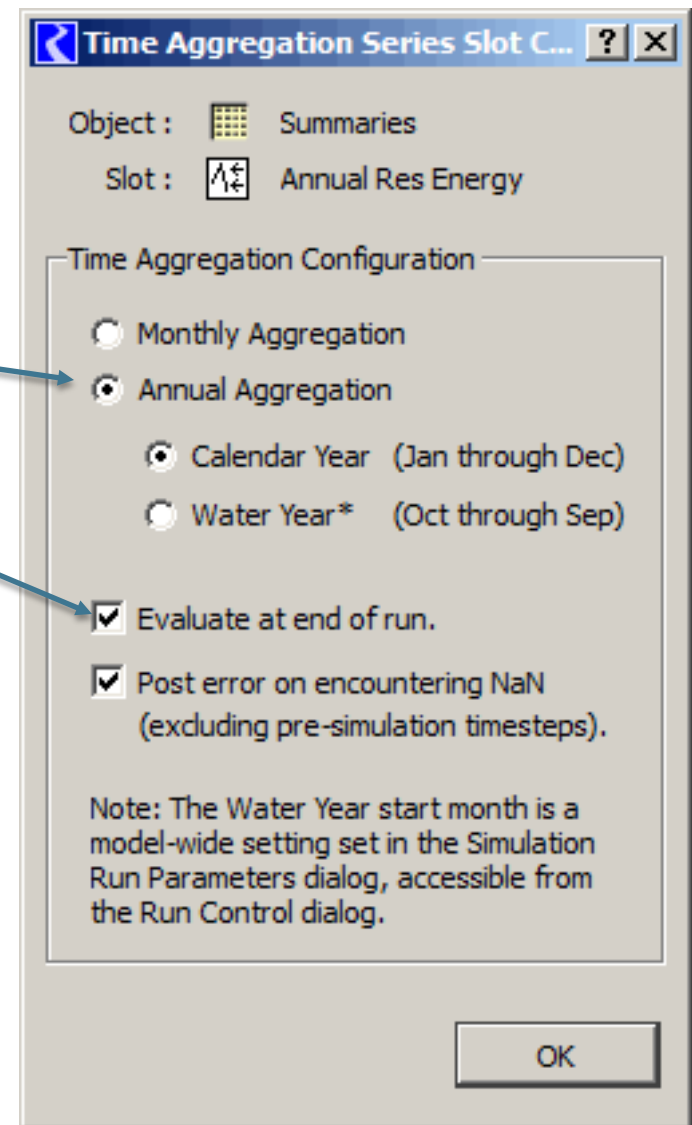 Time Aggregation Series Slot C...
Object : Summaries
Slot : Annual Res Energy
Time Aggregation Configuration
Monthly Aggregation
Annual Aggregation
Calendar Year (Jan through Dec)
Water Year* (Oct through Sep)
Evaluate at end of run.
Post error on encountering NaN
(excluding pre-simulation timesteps).
Note: The Water Year start month is a
model-wide setting set in the Simulation
Run Parameters dialog, accessible from
the Run Control dialog.
OK